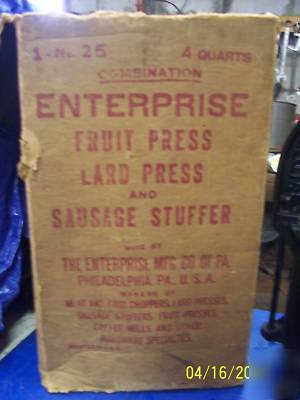 1-No. 25 4 QUARTS
COMBINATION
ENTERPRISE
FRUIT PRESS
LARD PRESS
AND
SAUSAGE STUFFER
MADE BY
THE ENTERPRISE MFG CO OF PA.
PHILADELPHIA, PA., U.S.A.
MAKERS OF
MEAT AND FOOD CHOPPERS, LARD PRESSES,
SAUSAGE STUFFERS, FRUIT PRESSES,
COFFEE MILLS AND OTHER
HARDWARE SPECIALTIES.
04/16/20